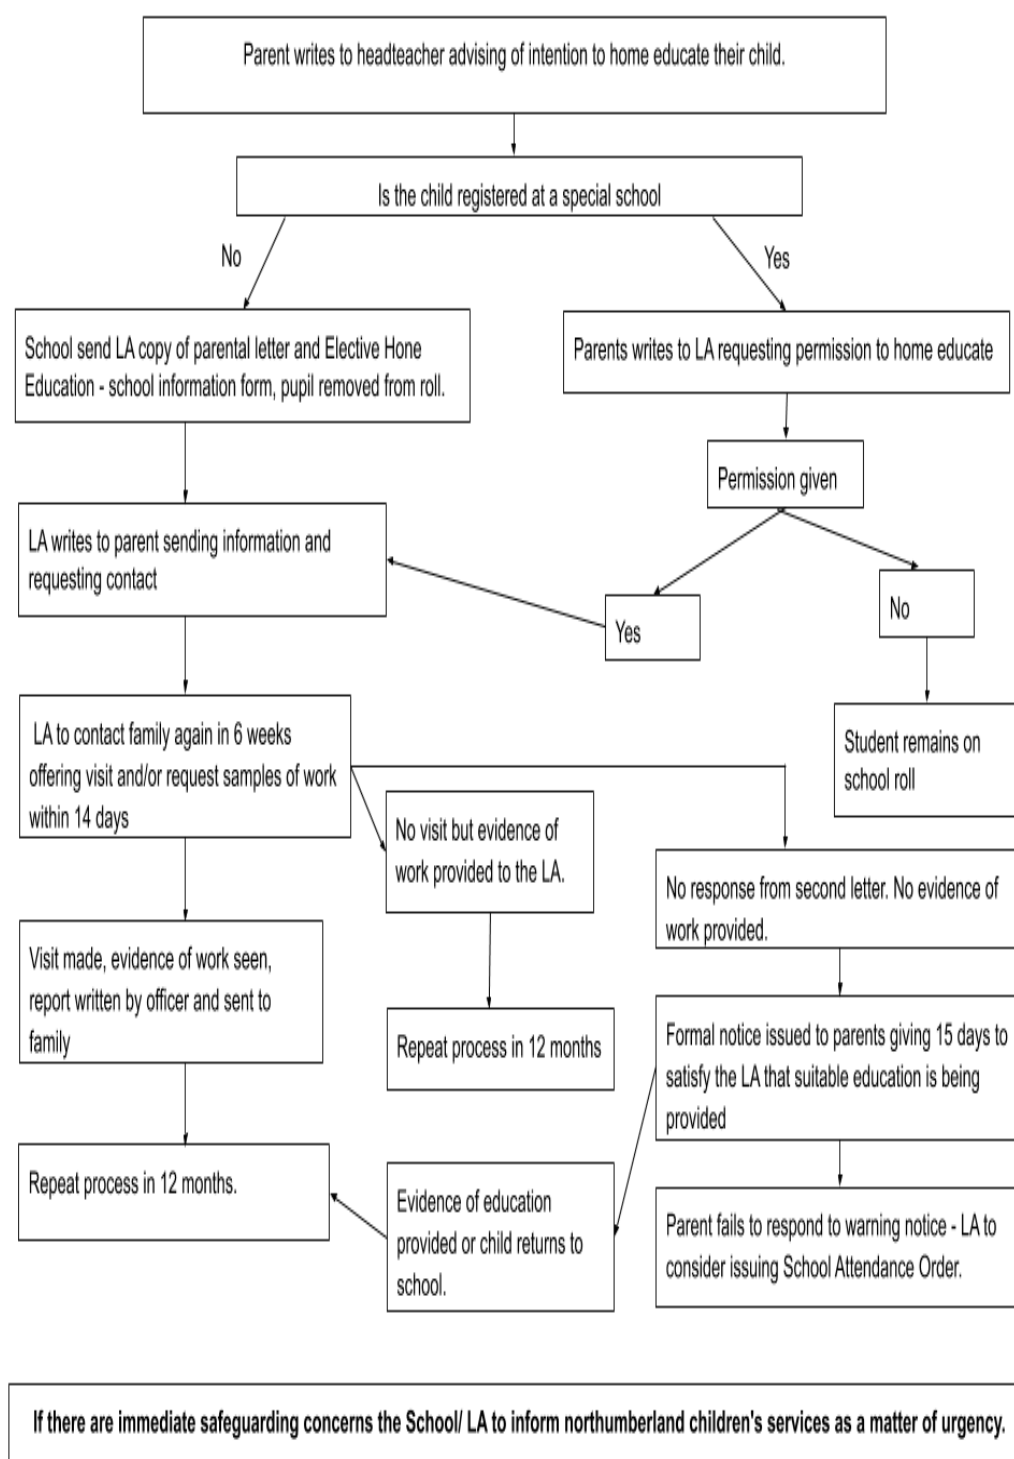 Parent writes to headteacher advising of intention to home educate their child.
Is the child registered at a special school
No
Yes
School send LA copy of parental letter and Elective Hone
Education - school information form, pupil removed from roll.
Parents writes to LA requesting permission to home educate
Permission given
LA writes to parent sending information and
requesting contact
Yes
No
LA to contact family again in 6 weeks
offering visit and/or request samples of work
within 14 days
Student remains on
school roll
No visit but evidence of
work provided to the LA.
No response from second letter. No evidence of
work provided.
Visit made, evidence of work seen,
report written by officer and sent to
family
Repeat process in 12 months
Formal notice issued to parents giving 15 days to
satisfy the LA that suitable education is being
provided
Repeat process in 12 months.
Evidence of education
provided or child returns to
school.
Parent fails to respond to warning notice - LA to
consider issuing School Attendance Order.
If there are immediate safeguarding concerns the School/ LA to inform northumberland children's services as a matter of urgency.